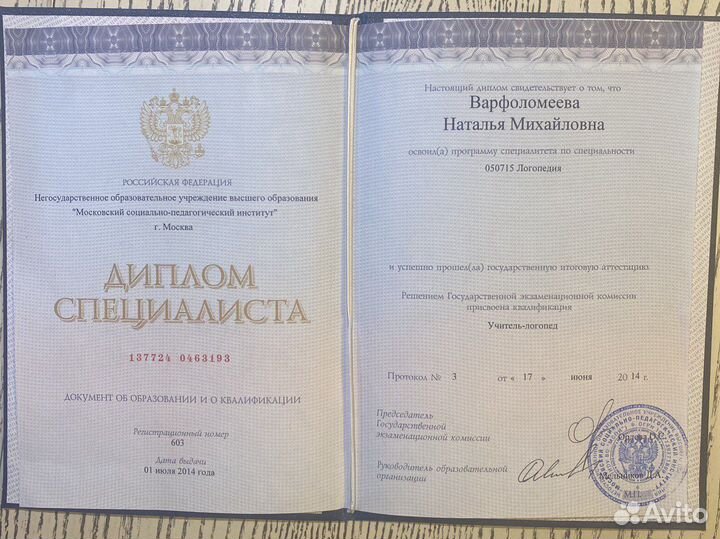 РОССИЙСКАЯ ФЕДЕРАЦИЯ
Негосударственное образовательное учреждение высшего образования
"Московский социально-педагогический институт"
г. Москва
ДИПЛОМ
СПЕЦИАЛИСТА
137724 0463193
ДОКУМЕНТ ОБ ОБРАЗОВАНИИ И О КВАЛИФИКАЦИИ
Регистрационный номер
603
Дата выдачи
01 июля 2014 года
Настоящий диплом свидетельствует о том, что
Варфоломеева
Наталья Михайловна
освоил(а) программу специалитета по специальности
050715 Логопедия
и успешно прошел(ла) государственную итоговую аттестацию
Решением Государственной экзаменационной комиссии
присвоена квалификация
Учитель-логопед
Протокол № 3 от « 17 » июня 2014 г.
Председатель
Государственной
экзаменационной комиссии
Руководитель образовательной
организации
Мельников Д.А.
М.П.
Avito